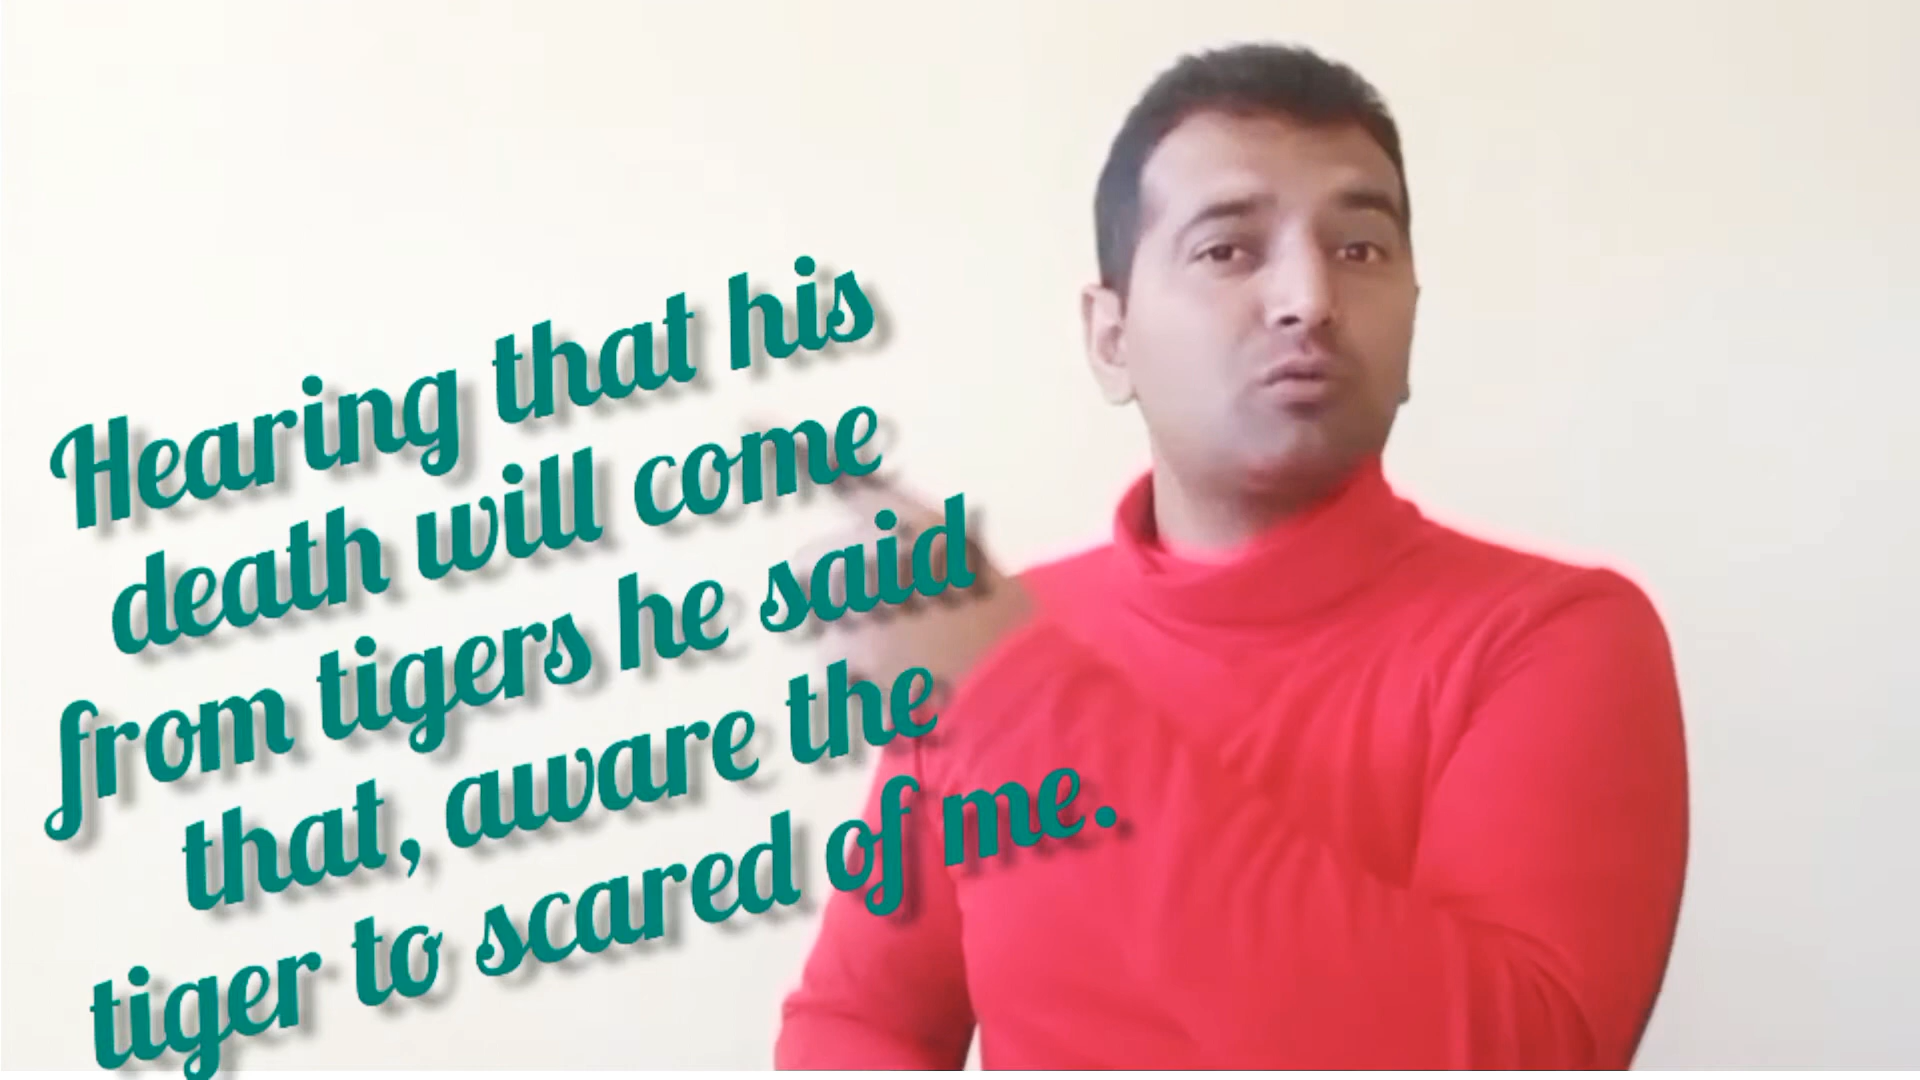 Hearing that his
death will come
from tigers he said
that, aware the
tiger to scared of me.